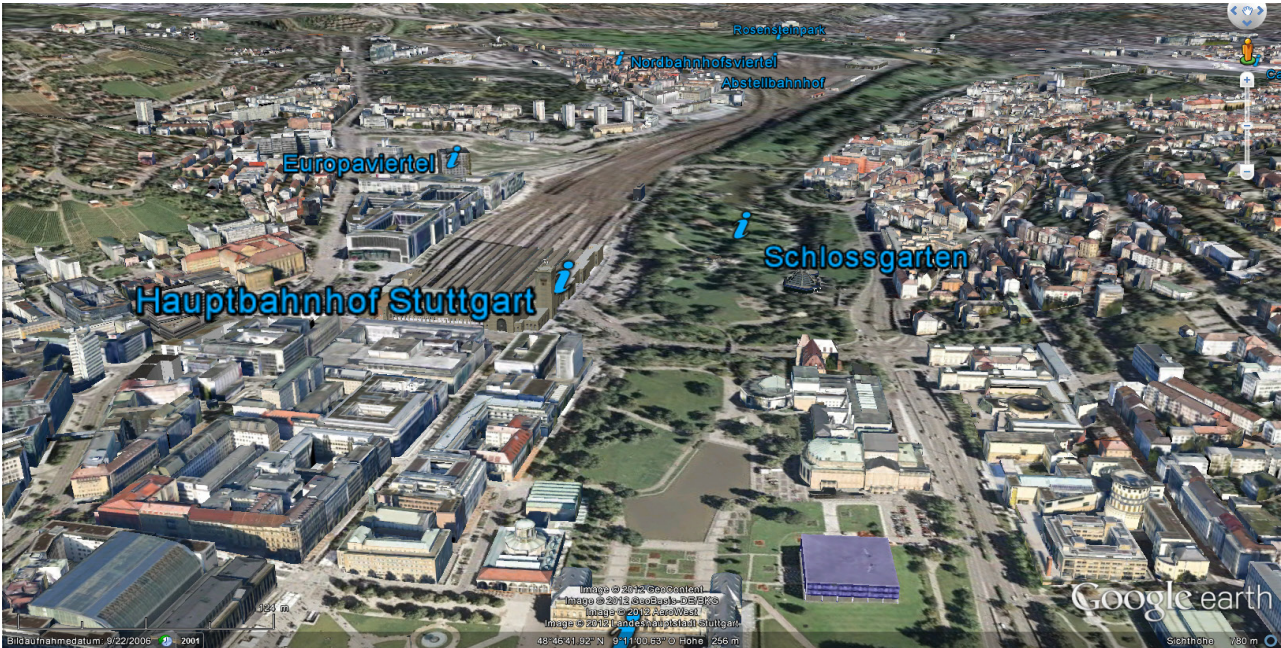 Rosensteinpark
Nordbahnhofsviertel
Abstellbahnhof
Europaviertel
Schlossgarten
Hauptbahnhof Stuttgart
Image © 2012 GeoContent
Image © 2012 GeoBasis-DE/BKG
Image © 2012 AeroWest
Image © 2012 Landeshauptstadt Stuttgart
Google earth
124 m
Bildaufnahmedatum: 9/22/2006 2001 48°46'41.92" N 9°11'00.63" O Höhe 256 m Sichthöhe 780 m